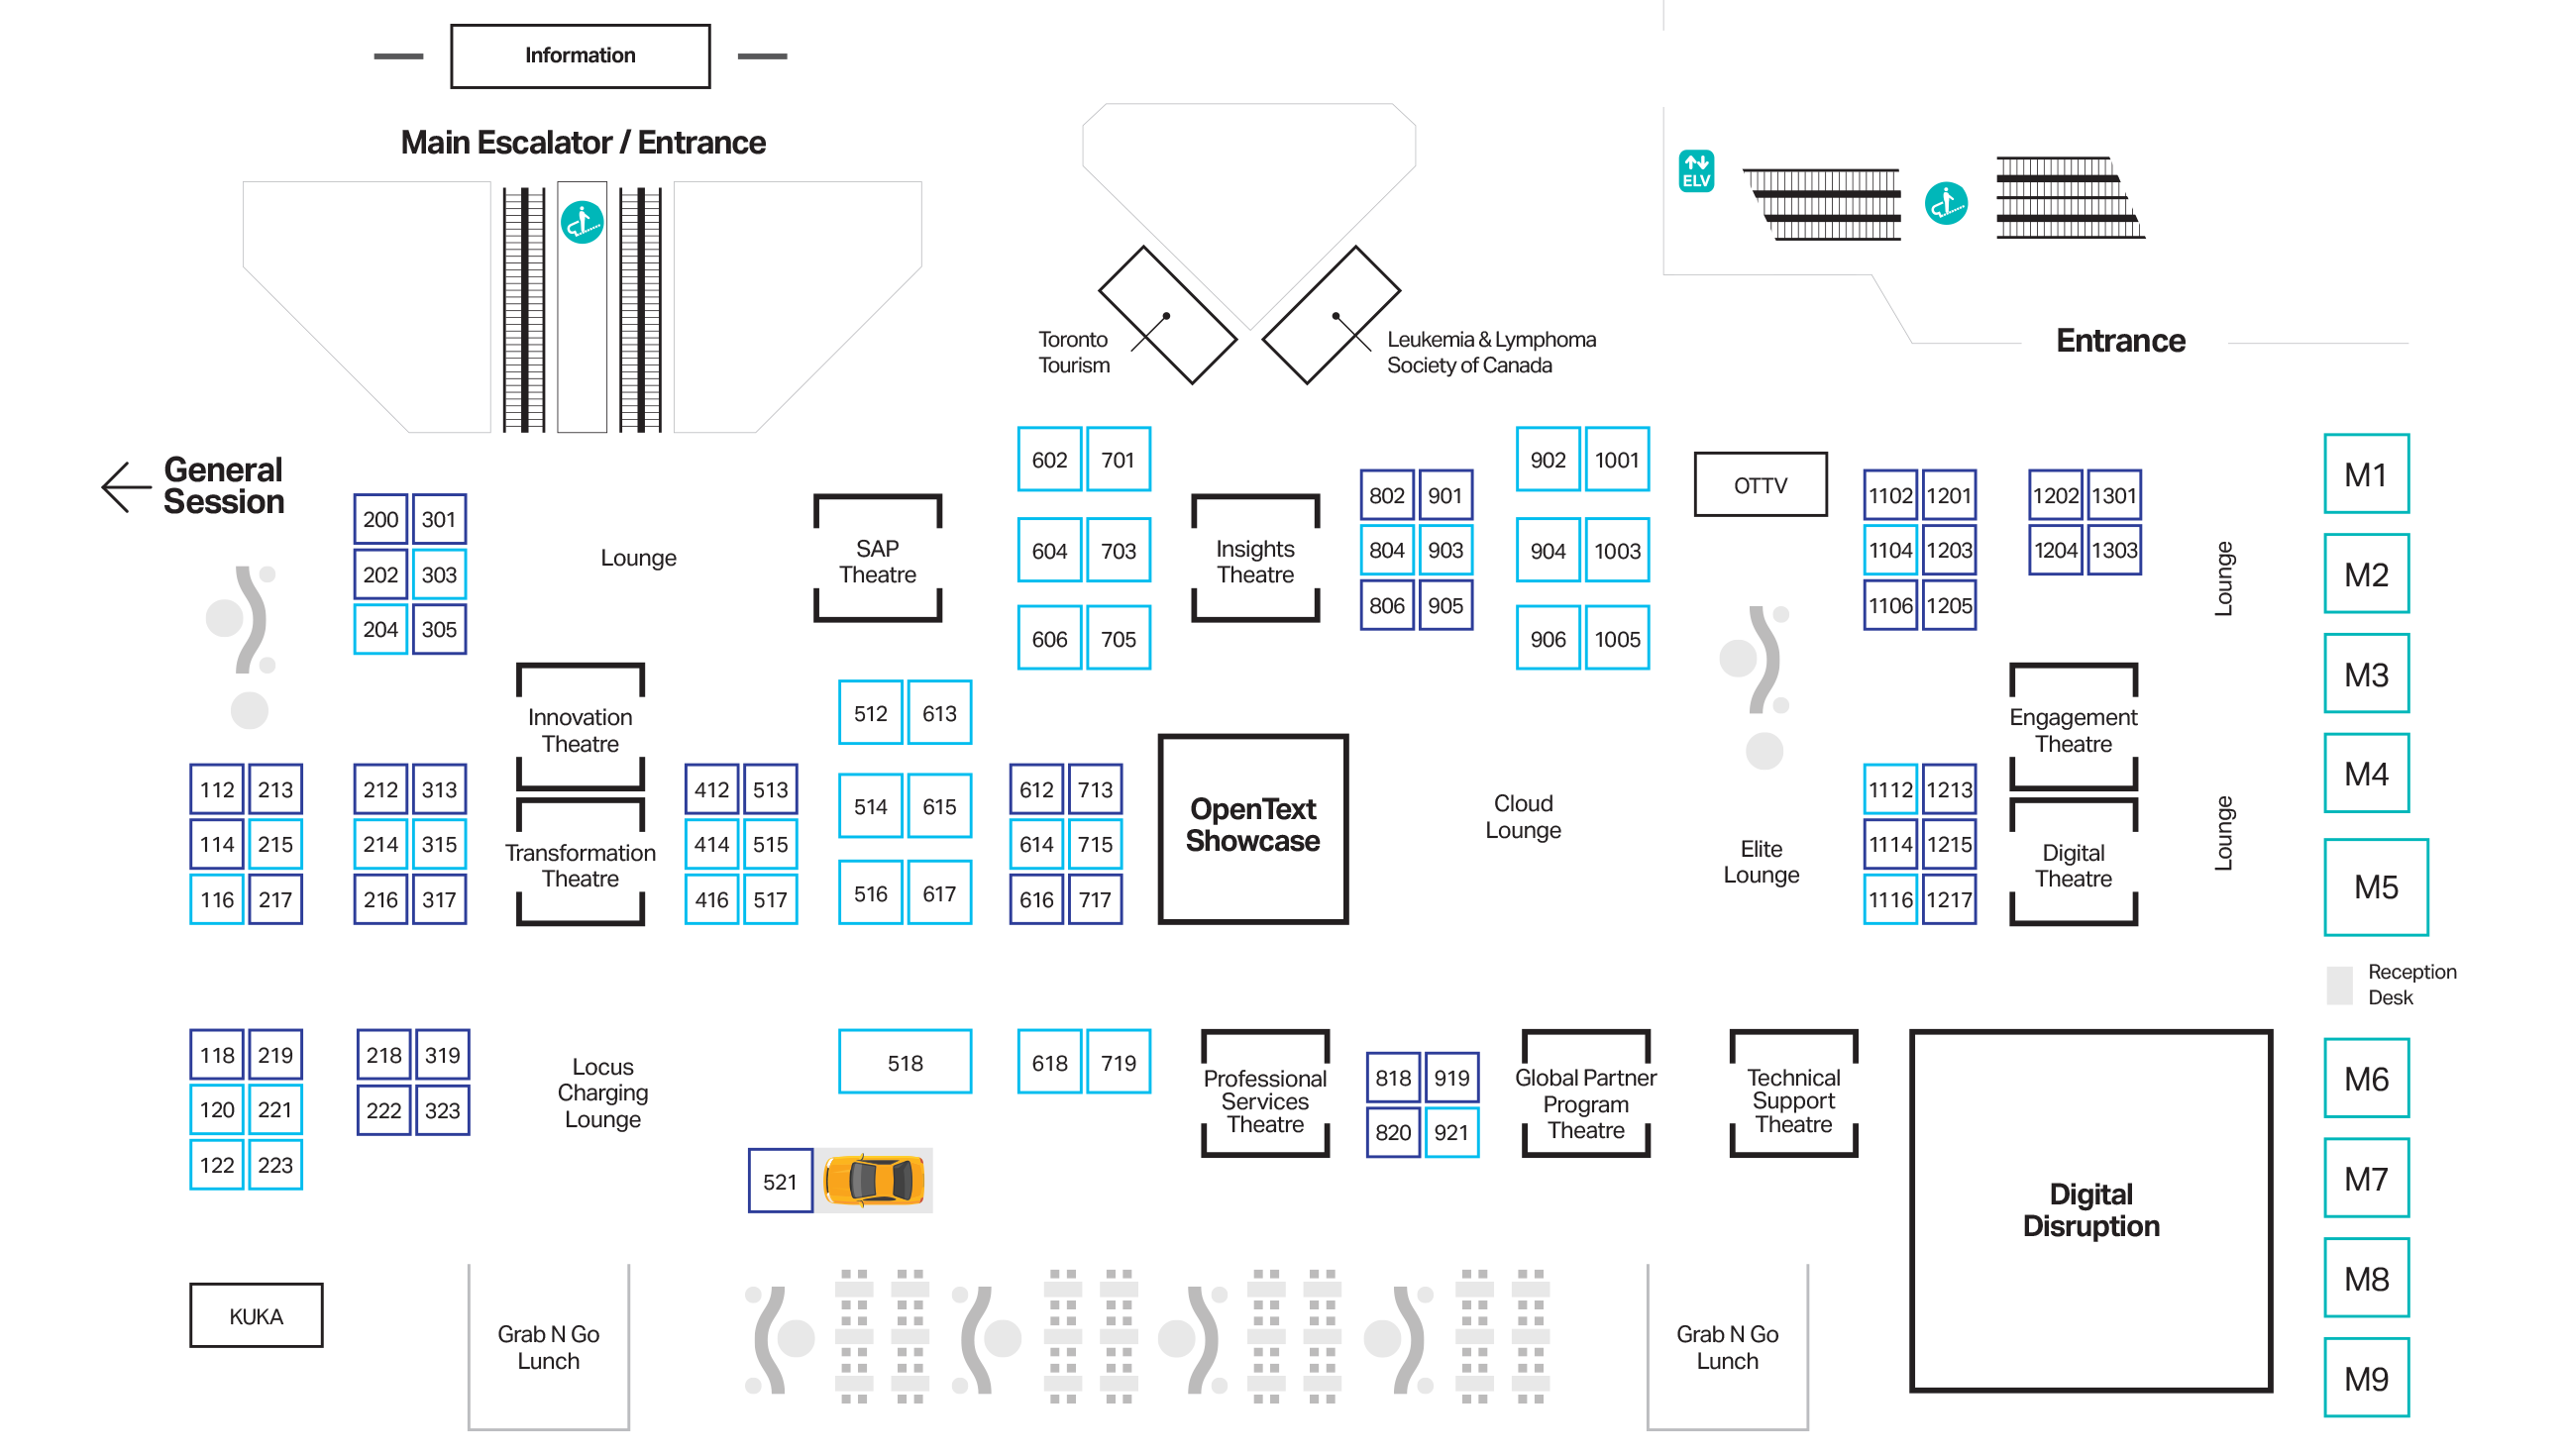 Information
Main Escalator / Entrance
ELV
Toronto
Tourism
Leukemia & Lymphoma
Society of Canada
Entrance
General
Session
200 301
202 303
204 305
Lounge
SAP
Theatre
602 701
604 703
606 705
Insights
Theatre
802 901
804 903
806 905
902 1001
904 1003
906 1005
OTTV
1102 1201
1104 1203
1106 1205
1202 1301
1204 1303
Lounge
M1
M2
M3
M4
M5
Innovation
Theatre
Transformation
Theatre
112 213
114 215
116 217
212 313
214 315
216 317
412 513
414 515
416 517
512 613
514 615
516 617
612 713
614 715
616 717
OpenText
Showcase
Cloud
Lounge
Elite
Lounge
1112 1213
1114 1215
1116 1217
Engagement
Theatre
Digital
Theatre
Lounge
Reception
Desk
118 219
120 221
122 223
218 319
222 323
Locus
Charging
Lounge
518
521
618 719
Professional
Services
Theatre
818 919
820 921
Global Partner
Program
Theatre
Technical
Support
Theatre
Digital
Disruption
M6
M7
M8
M9
KUKA
Grab N Go
Lunch
Grab N Go
Lunch